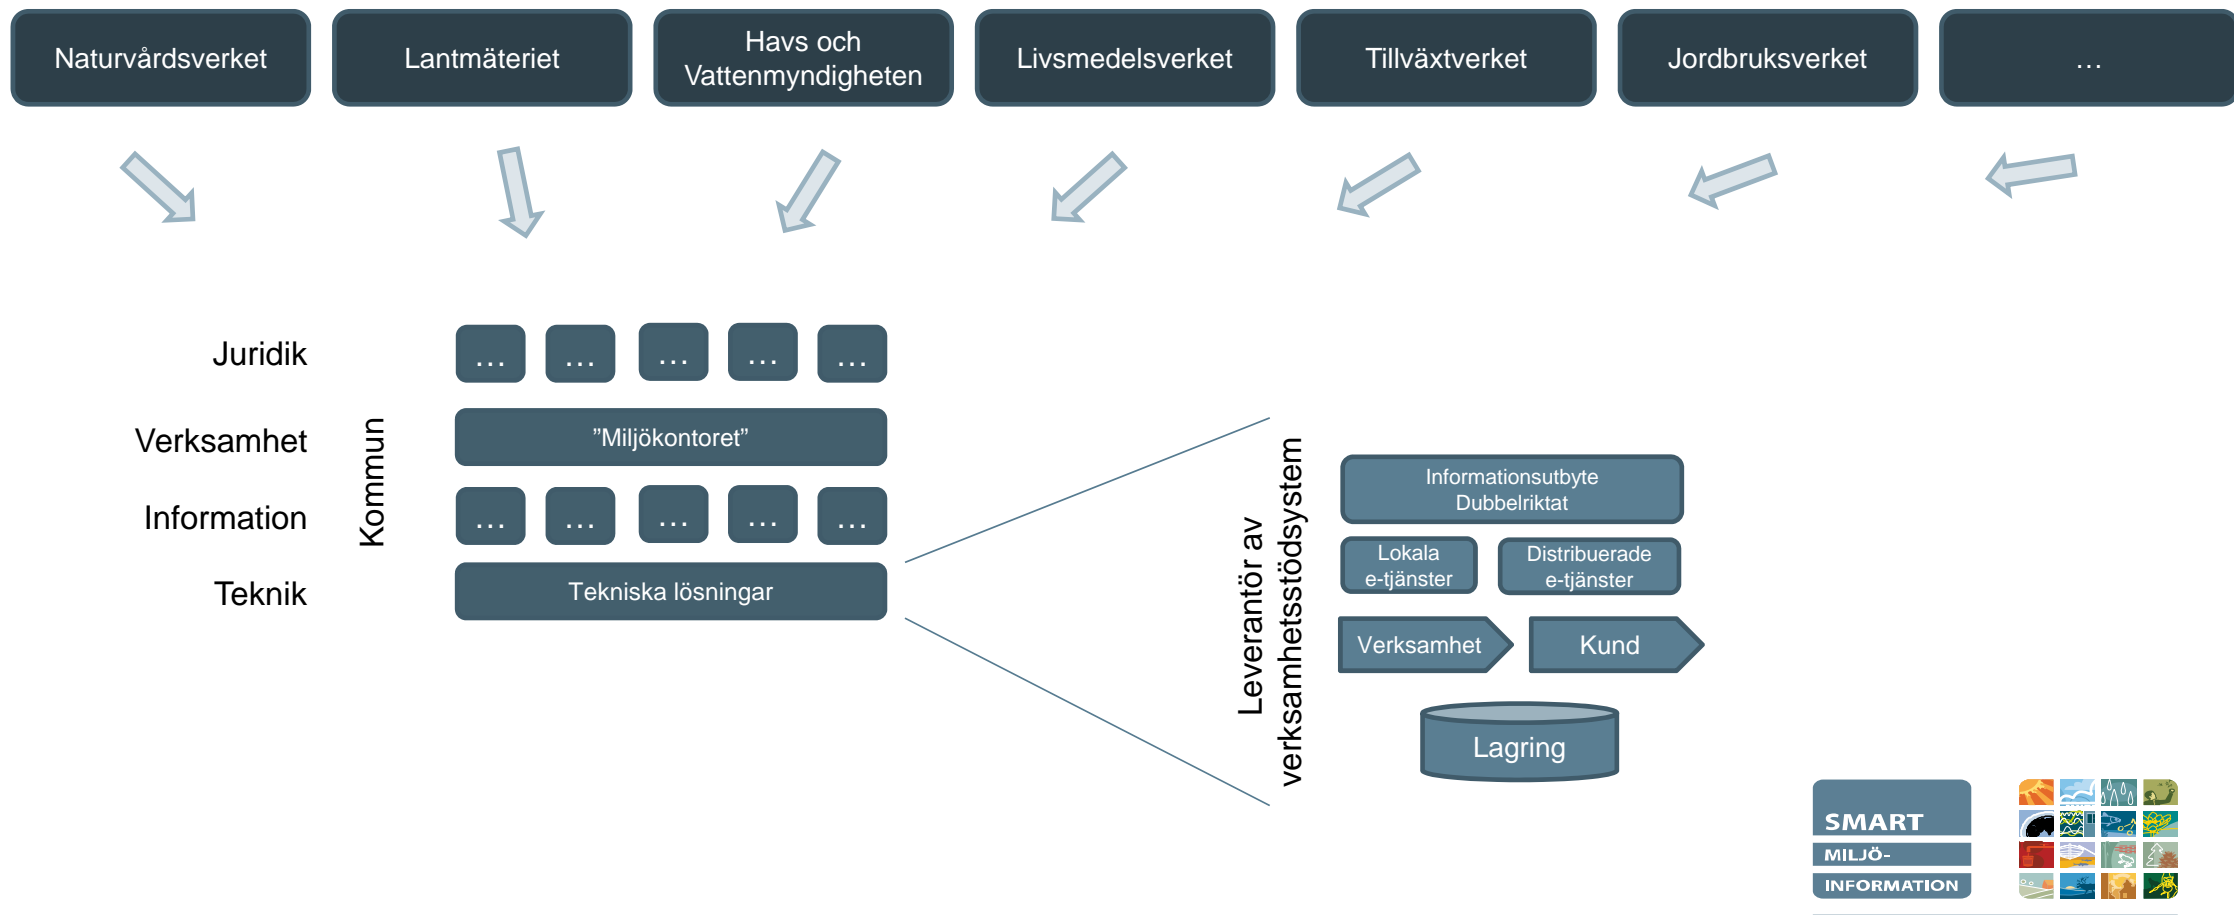 Naturvårdsverket
Lantmäteriet
Havs och
Vattenmyndigheten
Livsmedelsverket
Tillväxtverket
Jordbruksverket
…
Juridik
… … … … …
Verksamhet
”Miljökontoret”
Information
… … … … …
Teknik
Tekniska lösningar
Kommun
Leverantör av
verksamhetsstödsystem
Informationsutbyte
Dubbelriktat
Lokala
e-tjänster
Distribuerade
e-tjänster
Verksamhet
Kund
Lagring
SMART
MILJÖ-
INFORMATION